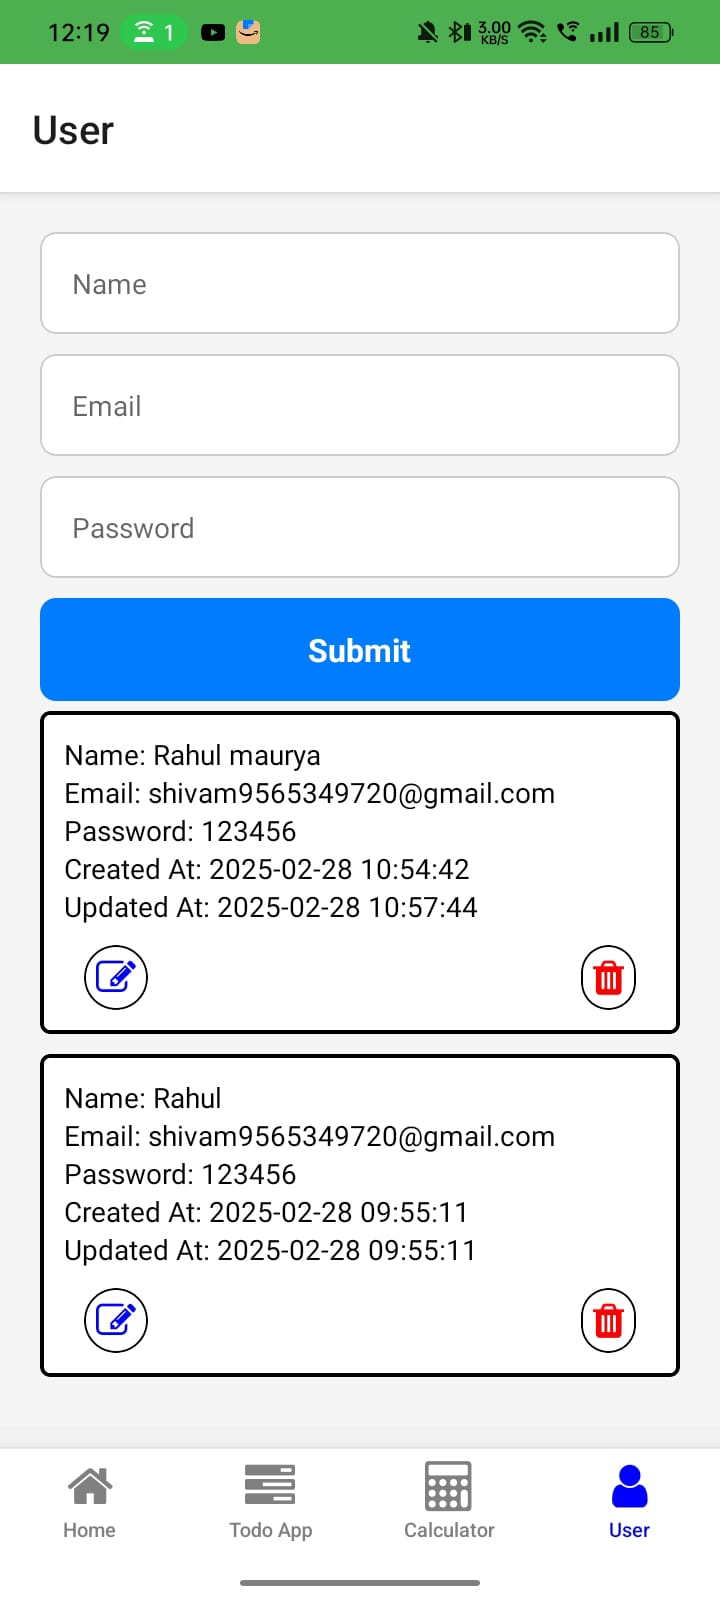 12:19 1 3.00 KB/S 85
User
Name
Email
Password
Submit
Name: Rahul maurya
Email: shivam9565349720@gmail.com
Password: 123456
Created At: 2025-02-28 10:54:42
Updated At: 2025-02-28 10:57:44
Name: Rahul
Email: shivam9565349720@gmail.com
Password: 123456
Created At: 2025-02-28 09:55:11
Updated At: 2025-02-28 09:55:11
Home Todo App Calculator User